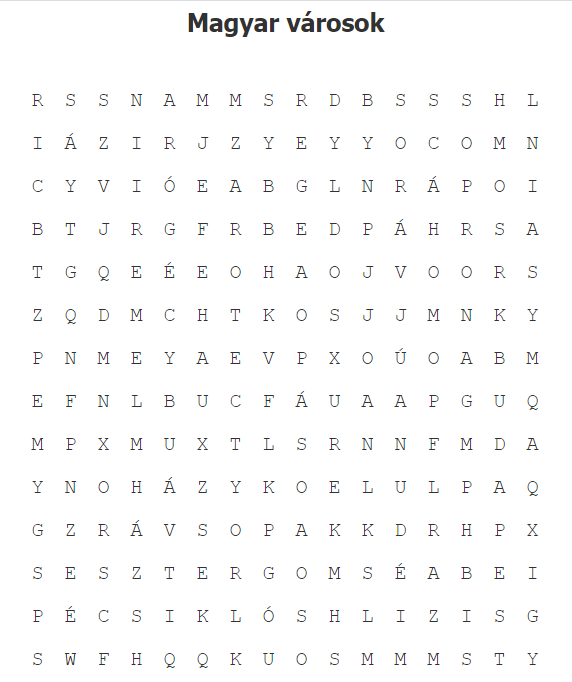 Magyar városok
R S S N A M M S R D B S S S H L
I Á Z I R J Z Y E Y Y O C O M N
C Y V I Ó E A B G L N R Á P O I
B T J R G F R B E D P Á H R S A
T G Q E É E O H A O J V O O R S
Z Q D M C H T K O S J J M N K Y
P N M E Y A E V P X O Ú O A B M
E F N L B U C F Á U A A P G U Q
M P X M U X T L S R N N F M D A
Y N O H Á Z Y K O E L U L P A Q
G Z R Á V S O P A K K D R H P X
S E S Z T E R G O M S É A B E I
P É C S I K L Ó S H L I Z I S G
S W F H Q Q K U O S M M M S T Y